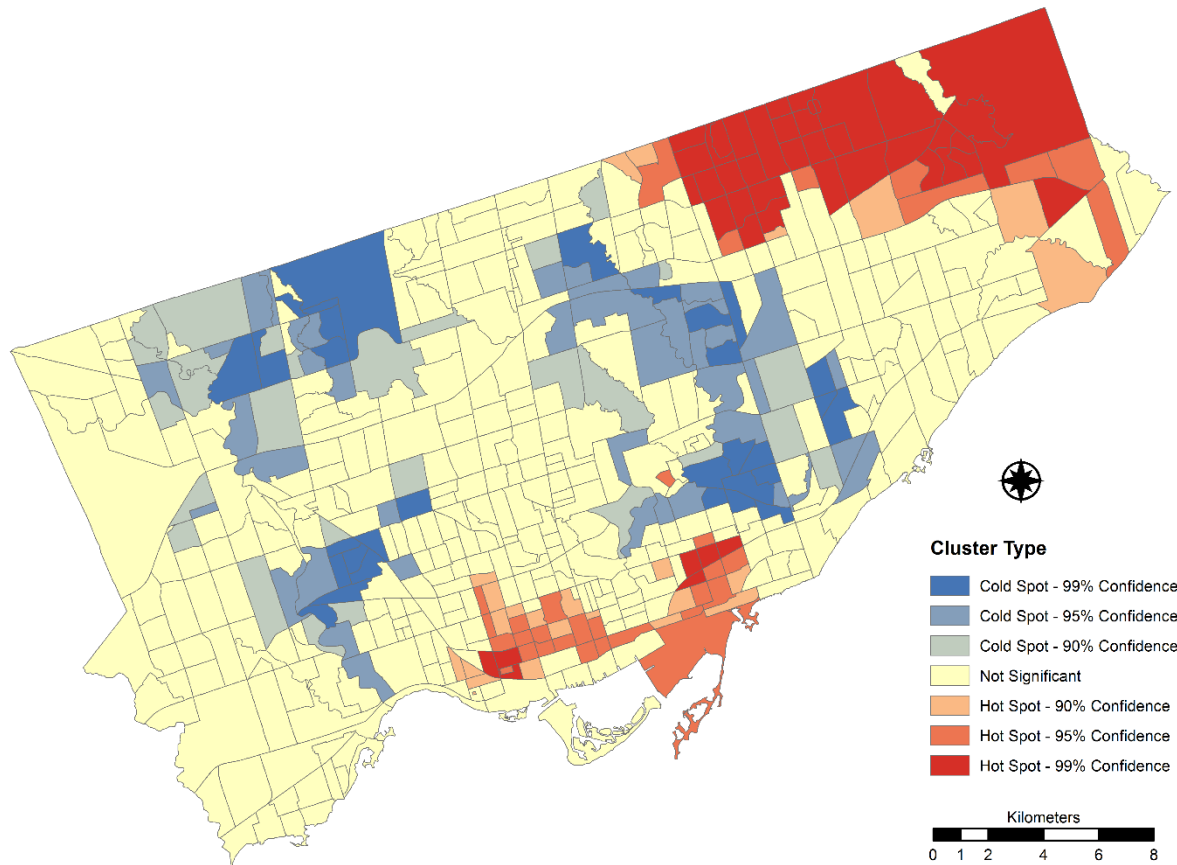 Cluster Type
Cold Spot - 99% Confidence
Cold Spot - 95% Confidence
Cold Spot - 90% Confidence
Not Significant
Hot Spot - 90% Confidence
Hot Spot - 95% Confidence
Hot Spot - 99% Confidence
Kilometers
0 1 2 4 6 8